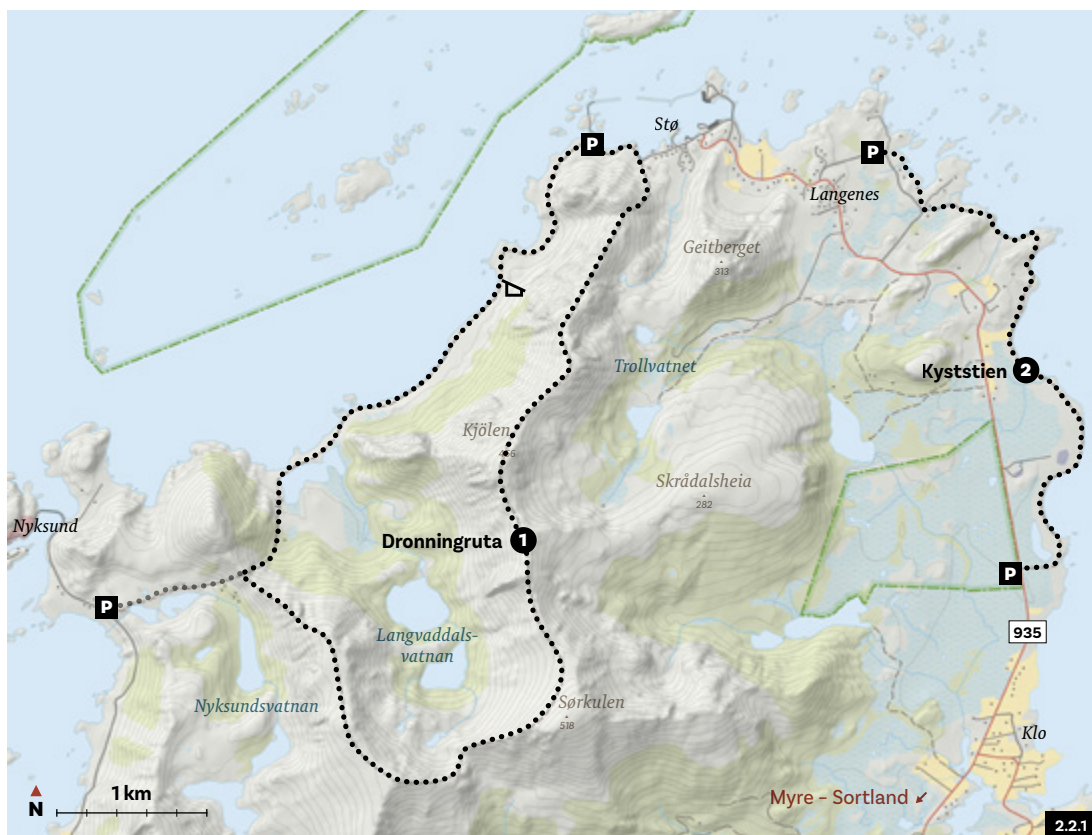 P
Stø
P
Langenes
Geitberget
313
Trollvatnet
Kyststien 2
Kjölen
Skrådalsheia
282
Nyksund
Dronningruta 1
P
P
935
Langvaddals-
vatnan
Nyksundsvatnan
Sørkulen
518
Klo
1 km
N
Myre – Sortland
2.2.1